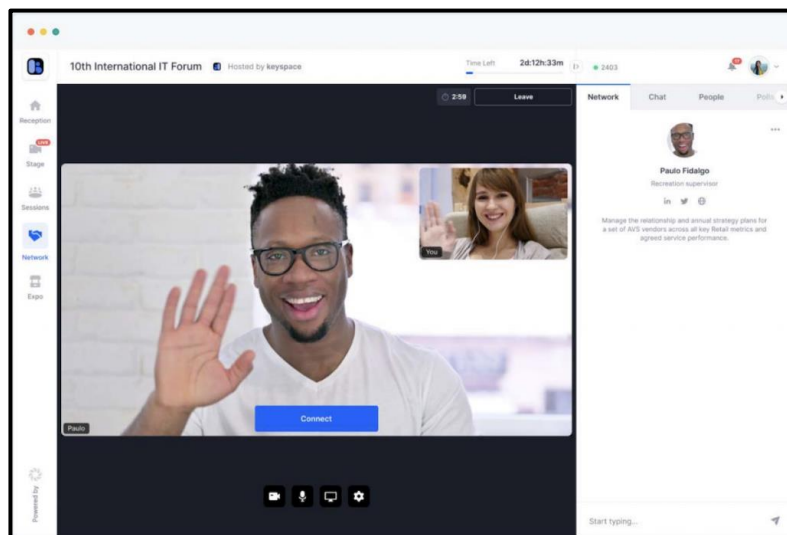 10th International IT Forum
Hosted by keyspace
Time Left
2d:12h:33m
2403
Reception
LIVE
Stage
Sessions
Network
Expo
Powered by
2:59
Leave
You
Paulo
Connect
Network
Chat
People
Paulo Fidalgo
Recreation supervisor
Manage the relationship and annual strategy plans for
a set of AVS vendors across all key Retail metrics and
agreed service performance.
Start typing...